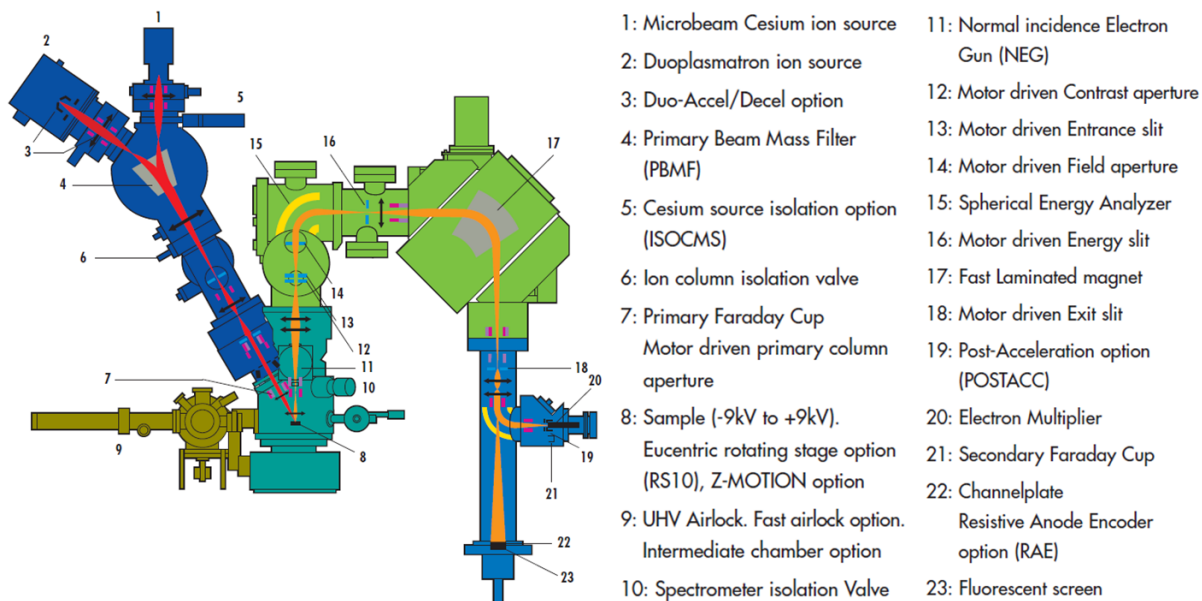 1
2
5
3
4
6
15
16
17
14
13
12
11
7
10
9
8
18
20
19
21
22
23
1: Microbeam Cesium ion source
2: Duoplasmatron ion source
3: Duo-Accel/Decel option
4: Primary Beam Mass Filter
(PBMF)
5: Cesium source isolation option
(ISOCMS)
6: Ion column isolation valve
7: Primary Faraday Cup
Motor driven primary column
aperture
8: Sample (-9kV to +9kV).
Eucentric rotating stage option
(RS10), Z-MOTION option
9: UHV Airlock. Fast airlock option.
Intermediate chamber option
10: Spectrometer isolation Valve
11: Normal incidence Electron
Gun (NEG)
12: Motor driven Contrast aperture
13: Motor driven Entrance slit
14: Motor driven Field aperture
15: Spherical Energy Analyzer
16: Motor driven Energy slit
17: Fast Laminated magnet
18: Motor driven Exit slit
19: Post-Acceleration option
(POSTACC)
20: Electron Multiplier
21: Secondary Faraday Cup
22: Channelplate
Resistive Anode Encoder
option (RAE)
23: Fluorescent screen